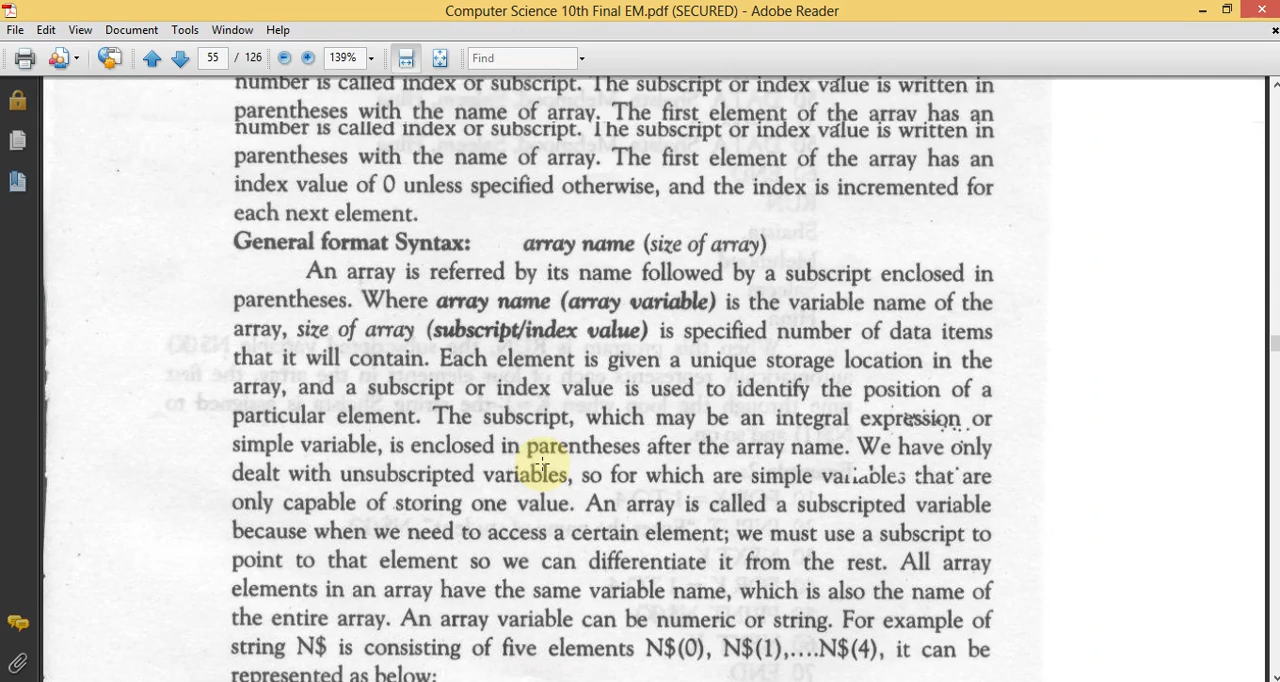 Computer Science 10th Final EM.pdf (SECURED) - Adobe Reader
File Edit View Document Tools Window Help
55 / 126 139% Find
number is called index or subscript. The subscript or index value is written in
parentheses with the name of array. The first element of the array has an
number is called index or subscript. The subscript or index value is written in
parentheses with the name of array. The first element of the array has an
index value of 0 unless specified otherwise, and the index is incremented for
each next element.
General format Syntax: array name (size of array)
An array is referred by its name followed by a subscript enclosed in
parentheses. Where array name (array variable) is the variable name of the
array, size of array (subscript/index value) is specified number of data items
that it will contain. Each element is given a unique storage location in the
array, and a subscript or index value is used to identify the position of a
particular element. The subscript, which may be an integral expression or
simple variable, is enclosed in parentheses after the array name. We have only
dealt with unsubscripted variables, so for which are simple variables that are
only capable of storing one value. An array is called a subscripted variable
because when we need to access a certain element; we must use a subscript to
point to that element so we can differentiate it from the rest. All array
elements in an array have the same variable name, which is also the name of
the entire array. An array variable can be numeric or string. For example of
string N$ is consisting of five elements N$(0), N$(1),....N$(4), it can be
represented as below: